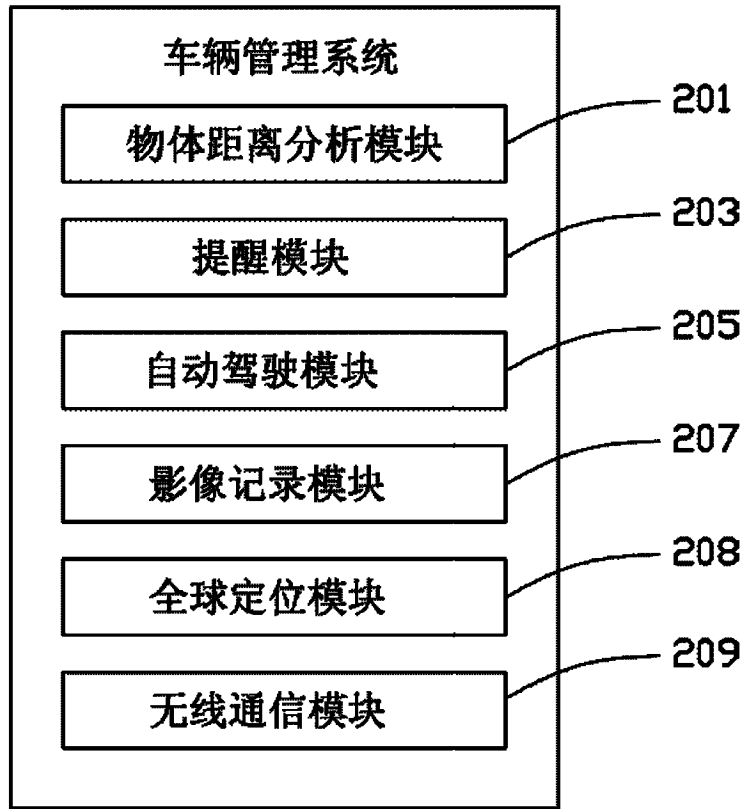 车辆管理系统
物体距离分析模块
201
提醒模块
203
自动驾驶模块
205
影像记录模块
207
全球定位模块
208
无线通信模块
209